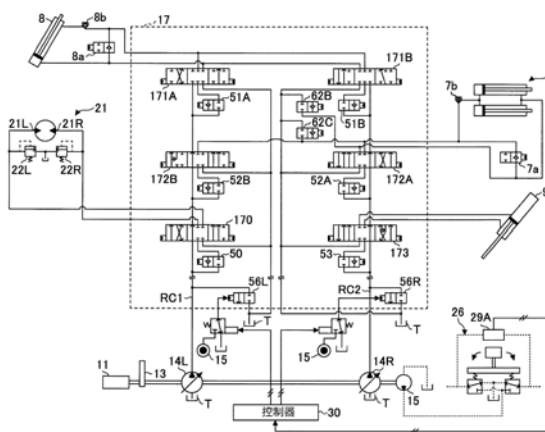 17
8 8b
8a
171A 51A 62B 171B
62C 51B
7b
7a
21
21L 21R
22L 22R
172B 52B 52A 172A
170 50 53 173
9
RC1 56L RC2 56R
T T
W W
15 15
11 13 14L T 14R T 15
控制器 30
26 29A